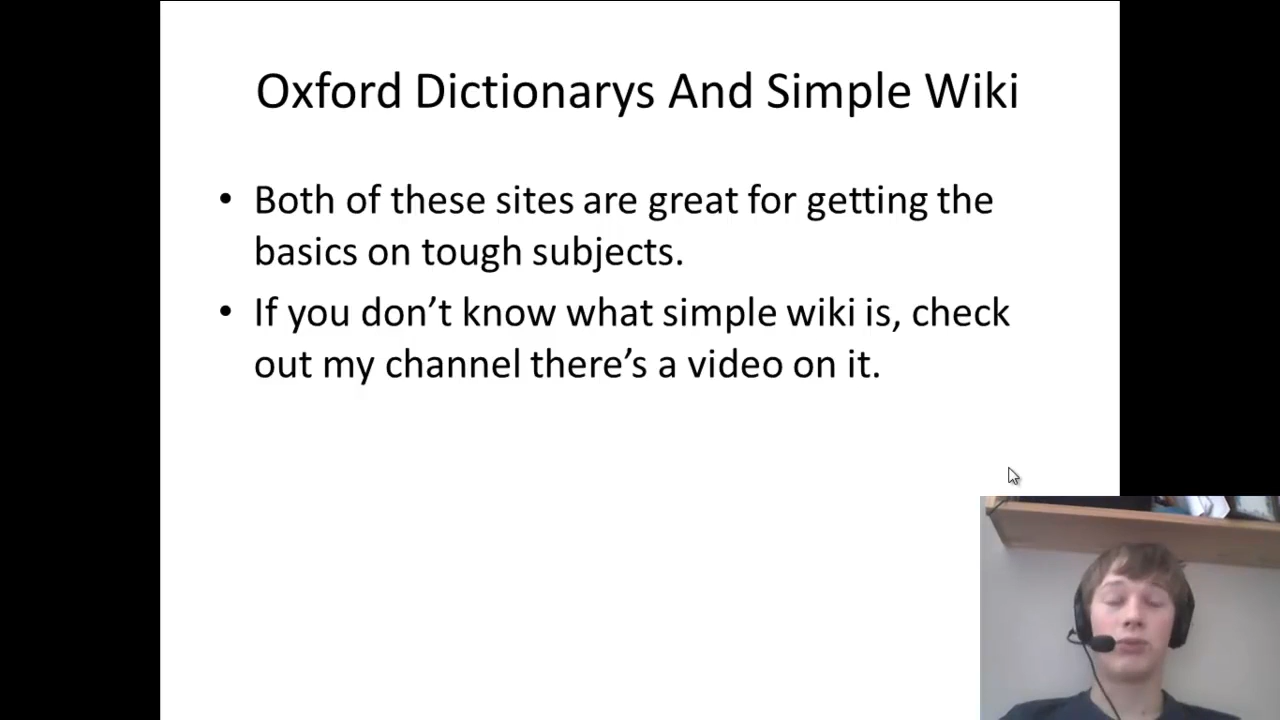 Oxford Dictionarys And Simple Wiki
• Both of these sites are great for getting the
basics on tough subjects.
• If you don’t know what simple wiki is, check
out my channel there’s a video on it.